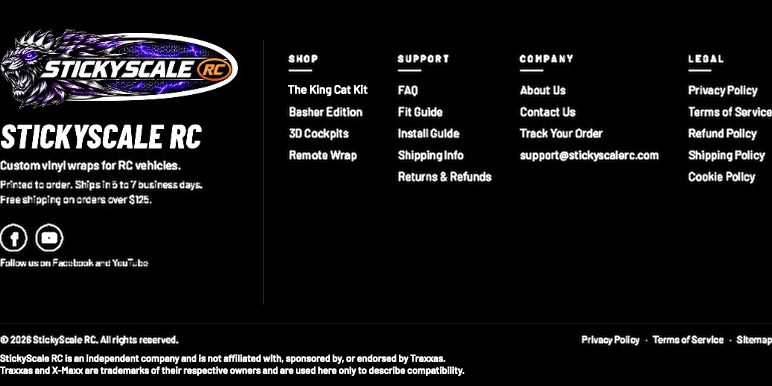 STICKYSCALE RC
STICKYSCALE RC
Custom vinyl wraps for RC vehicles.
Printed to order. Ships in 5 to 7 business days.
Free shipping on orders over $125.
Follow us on Facebook and YouTube
SHOP
The King Cat Kit
Basher Edition
3D Cockpits
Remote Wrap
SUPPORT
FAQ
Fit Guide
Install Guide
Shipping Info
Returns & Refunds
COMPANY
About Us
Contact Us
Track Your Order
support@stickyscalerc.com
LEGAL
Privacy Policy
Terms of Service
Refund Policy
Shipping Policy
Cookie Policy
© 2026 StickyScale RC. All rights reserved.
Privacy Policy · Terms of Service · Sitemap
StickyScale RC is an independent company and is not affiliated with, sponsored by, or endorsed by Traxxas.
Traxxas and X-Maxx are trademarks of their respective owners and are used here only to describe compatibility.